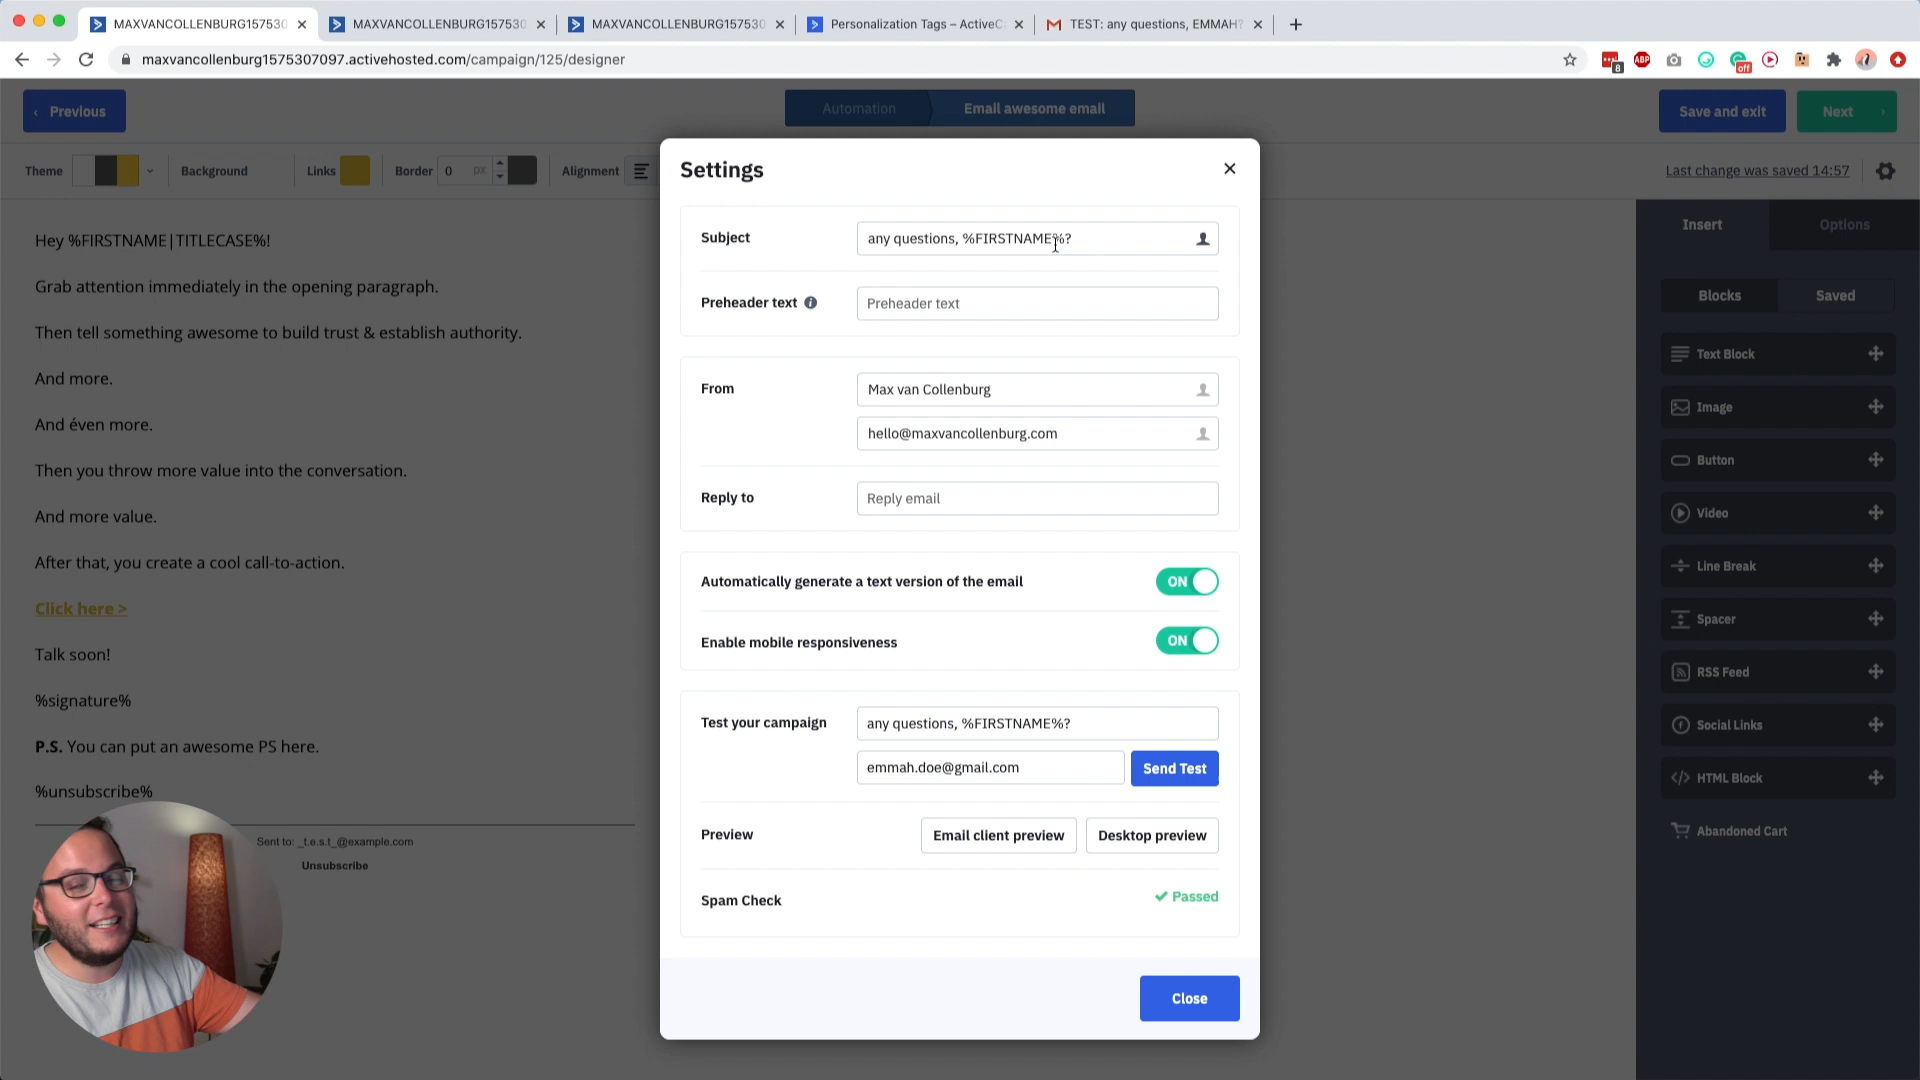 MAXVANCOLLENBURG157530
MAXVANCOLLENBURG157530
MAXVANCOLLENBURG157530
Personalization Tags – ActiveC
TEST: any questions, EMMAH?
maxvancollenburg1575307097.activehosted.com/campaign/125/designer
8
ABP
off
Previous
Automation
Email awesome email
Save and exit
Next
Theme
Background
Links
Border
0
px
Alignment
Last change was saved 14:57
Hey %FIRSTNAME|TITLECASE%!
Grab attention immediately in the opening paragraph.
Then tell something awesome to build trust & establish authority.
And more.
And éven more.
Then you throw more value into the conversation.
And more value.
After that, you create a cool call-to-action.
Click here >
Talk soon!
%signature%
P.S. You can put an awesome PS here.
%unsubscribe%
Sent to: _t.e.s.t_@example.com
Unsubscribe
Settings
Subject
any questions, %FIRSTNAME%?
Preheader text
Preheader text
From
Max van Collenburg
hello@maxvancollenburg.com
Reply to
Reply email
Automatically generate a text version of the email
ON
Enable mobile responsiveness
ON
Test your campaign
any questions, %FIRSTNAME%?
emmah.doe@gmail.com
Send Test
Preview
Email client preview
Desktop preview
Spam Check
Passed
Close
Insert
Options
Blocks
Saved
Text Block
Image
Button
Video
Line Break
Spacer
RSS Feed
Social Links
HTML Block
Abandoned Cart